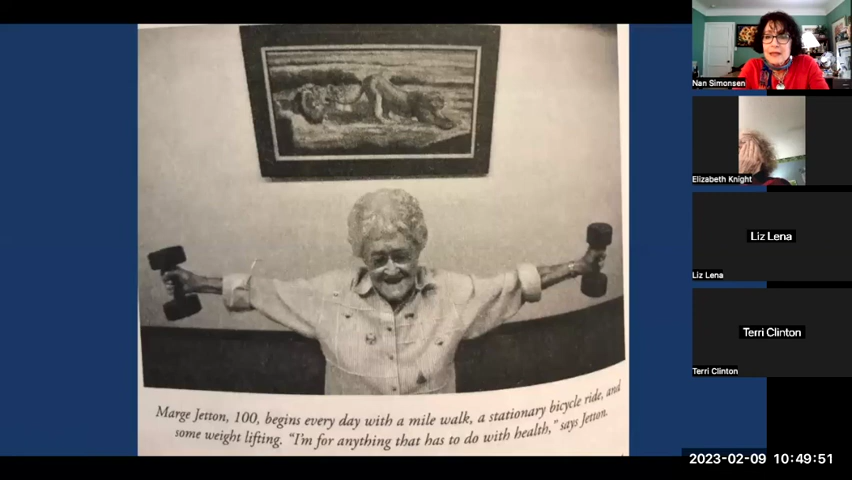 Marge Jetton, 100, begins every day with a mile walk, a stationary bicycle ride, and
some weight lifting. "I'm for anything that has to do with health," says Jetton.
Nan Simonsen
Elizabeth Knight
Liz Lena
Liz Lena
Terri Clinton
Terri Clinton
2023-02-09 10:49:51